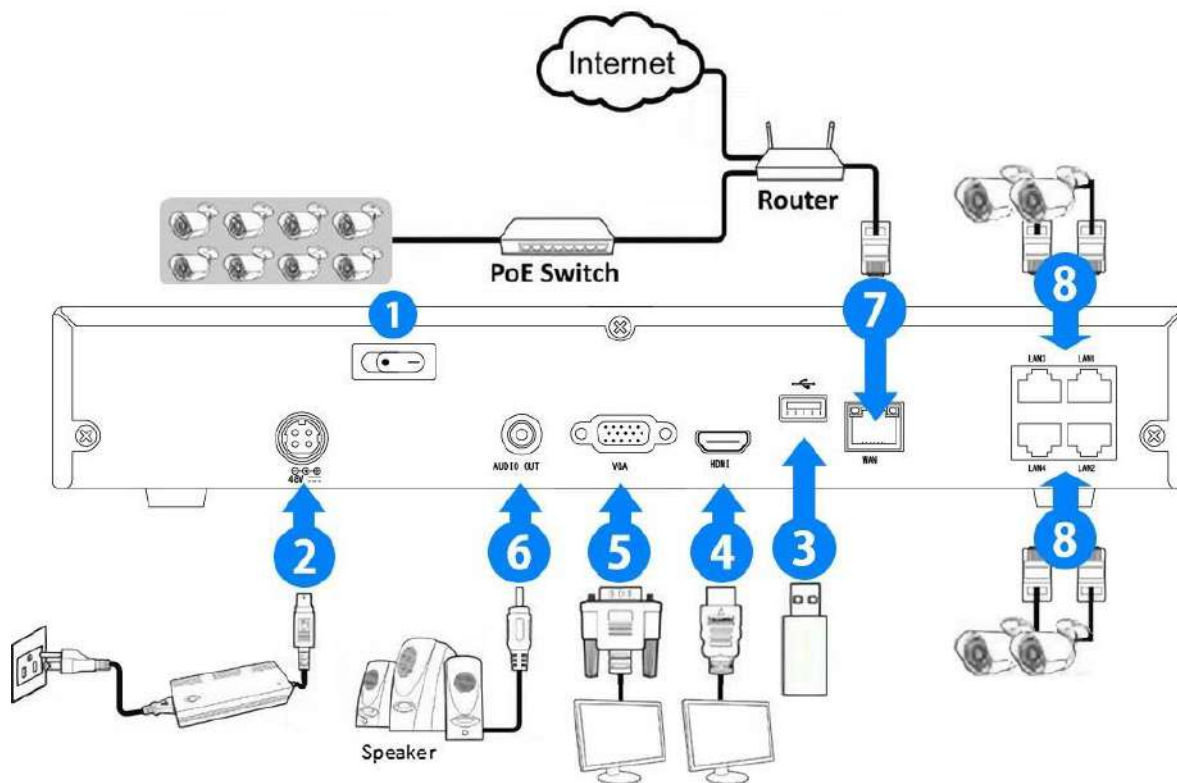 Internet
Router
PoE Switch
1
7
8
LAN3 LAN1
WAN
LAN4 LAN2
AUDIO OUT
VGA
HDMI
48V
2
6
5
4
3
8
Speaker